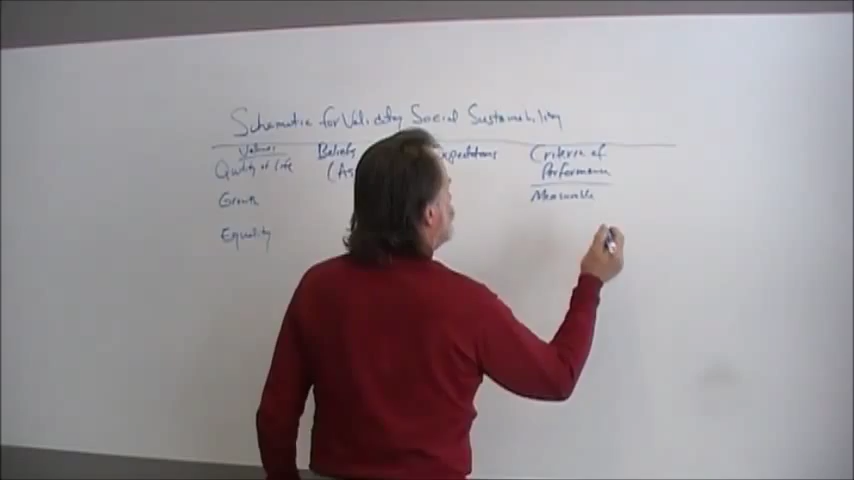 Schematic for Validating Social Sustainability
Values Beliefs Expectations Criteria of
Quality of Life (As Performance
Growth Measurable
Equality